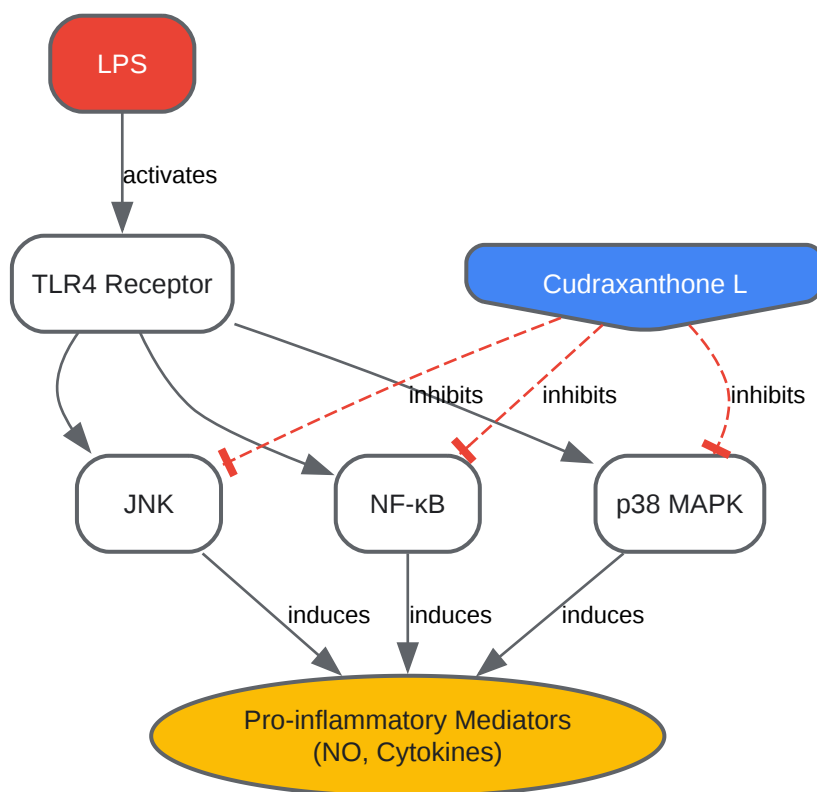 LPS
activates
TLR4 Receptor
Cudraxanthone L
inhibits
inhibits
inhibits
JNK
NF-κB
p38 MAPK
induces
induces
induces
Pro-inflammatory Mediators
(NO, Cytokines)